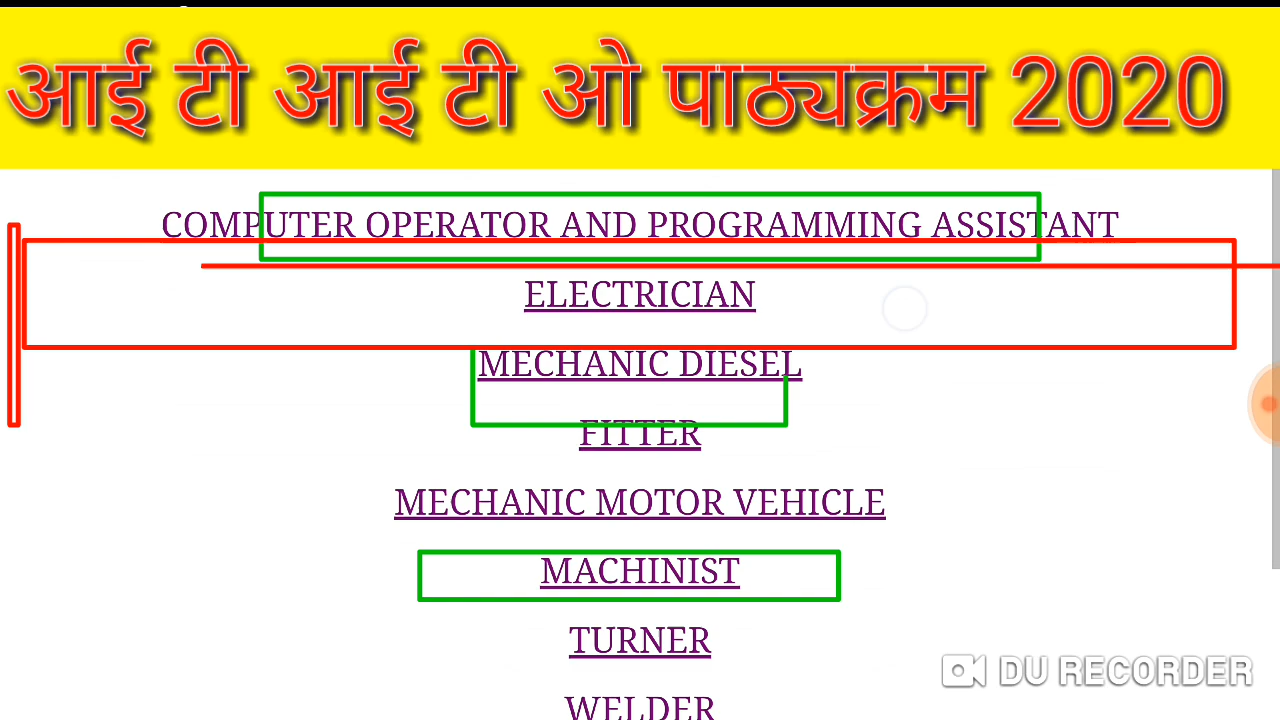 आई टी आई टी ओ पाठ्यक्रम 2020
COMPUTER OPERATOR AND PROGRAMMING ASSISTANT
ELECTRICIAN
MECHANIC DIESEL
FITTER
MECHANIC MOTOR VEHICLE
MACHINIST
TURNER
WELDER
DU RECORDER